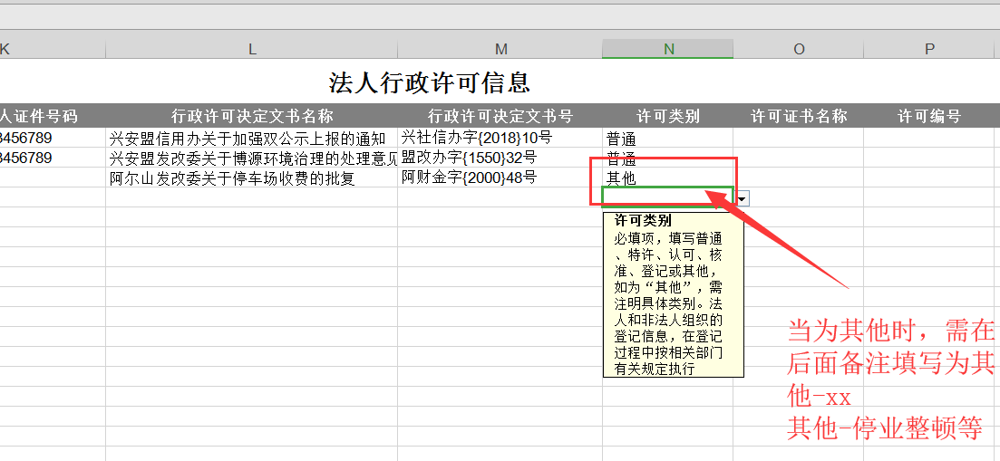 K L M N O P
法人行政许可信息
人证件号码 行政许可决定文书名称 行政许可决定文书号 许可类别 许可证书名称 许可编号
3456789 兴安盟信用办关于加强双公示上报的通知 兴社信办字{2018}10号 普通
3456789 兴安盟发改委关于博源环境治理的处理意见 盟改办字{1550}32号 普通
阿尔山发改委关于停车场收费的批复 阿财金字{2000}48号 其他
许可类别
必填项，填写普通
、特许、认可、核
准、登记或其他，
如为“其他”，需
注明具体类别。法
人和非法人组织的
登记信息，在登记
过程中按相关部门
有关规定执行
当为其他时，需在
后面备注填写为其
他-xx
其他-停业整顿等